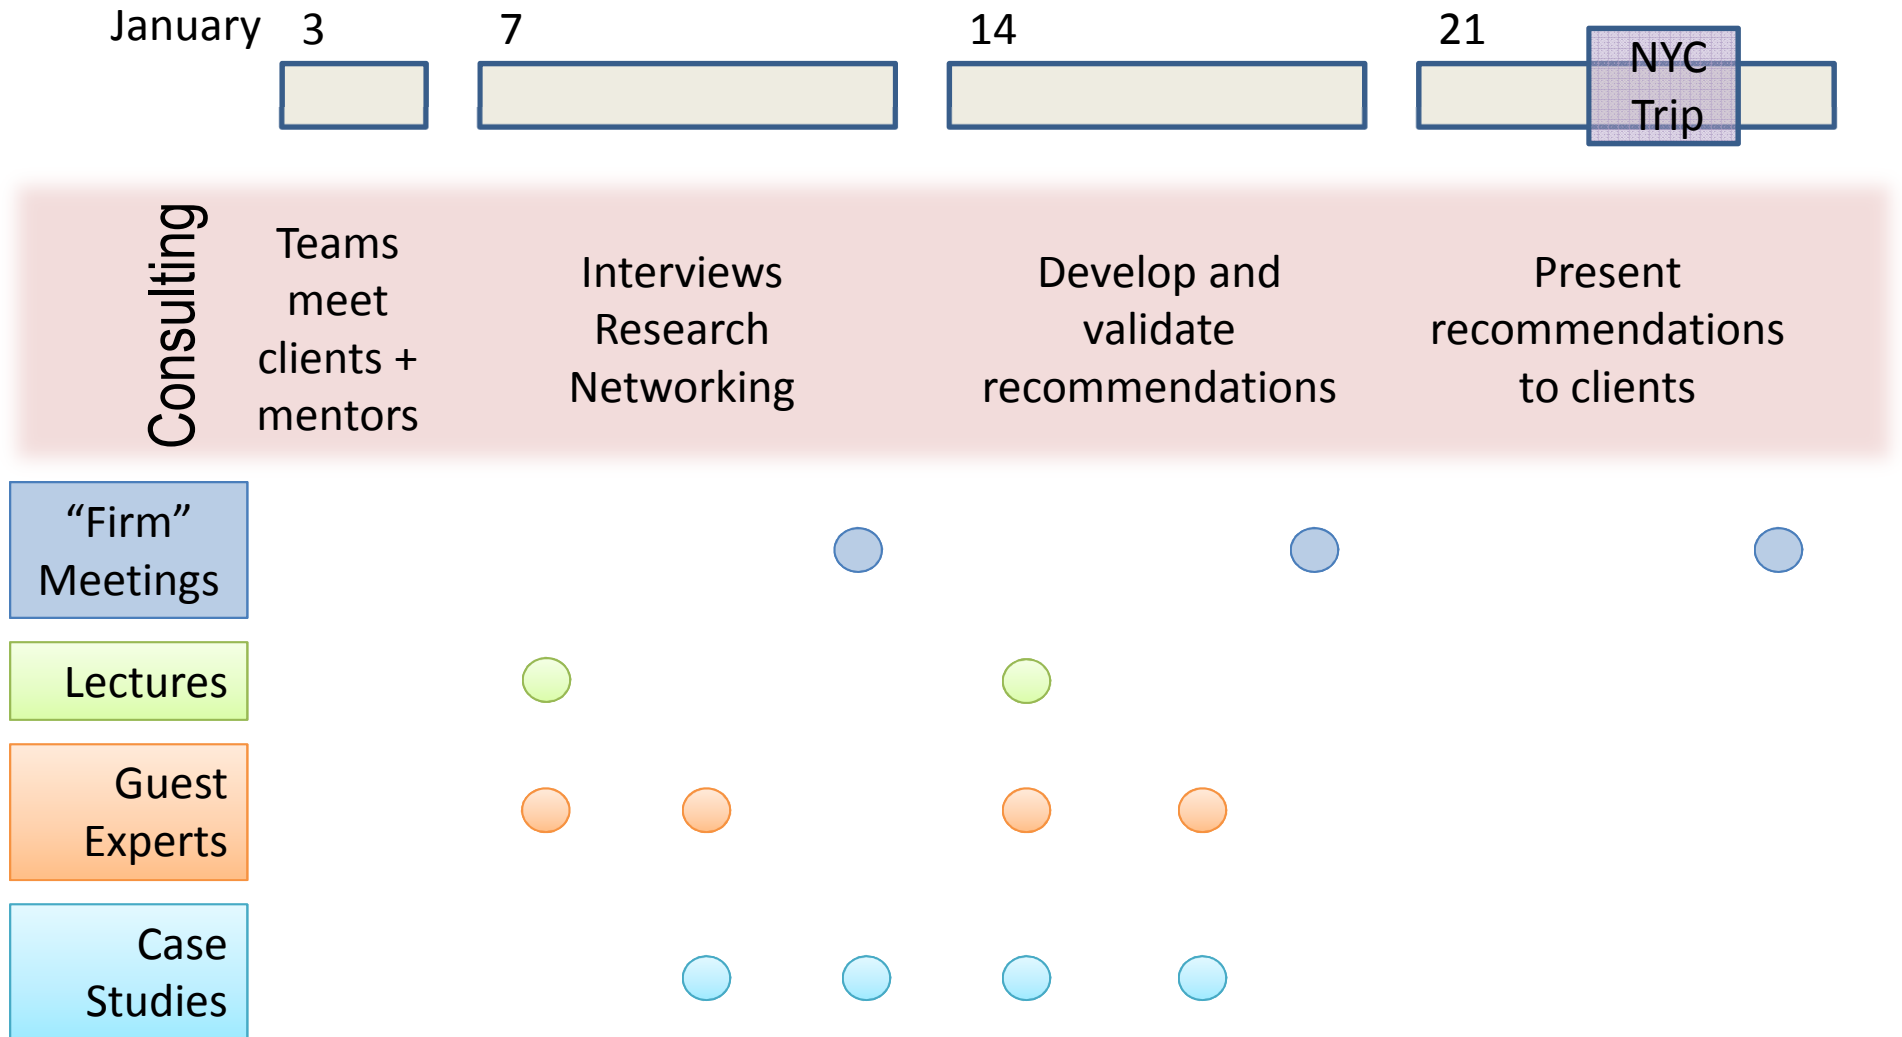 January 3 7 14 21
NYC
Trip
Consulting
Teams
meet
clients +
mentors
Interviews
Research
Networking
Develop and
validate
recommendations
Present
recommendations
to clients
“Firm”
Meetings
Lectures
Guest
Experts
Case
Studies